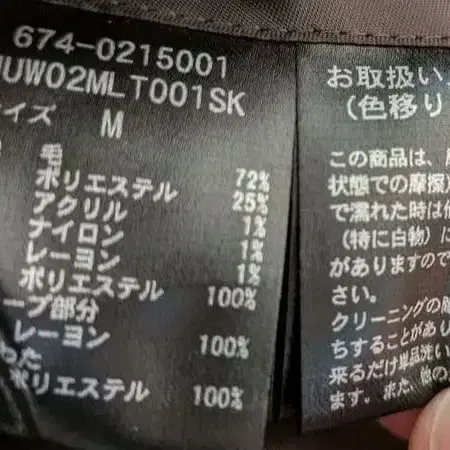 674-0215001
UW02MLT001SK
イズ M
毛 72%
ポリエステル 25%
アクリル 1%
ナイロン 1%
レーヨン 1%
ポリエステル 100%
ープ部分
レーヨン 100%
わた
ポリエステル 100%
お取扱い
(色移り
この商品は、
状態での摩擦
で濡れた時は
(特に白物)に
がありますので
さい。
クリーニングの
ちすることがあり
来るだけ単品洗い
ます。また、他の